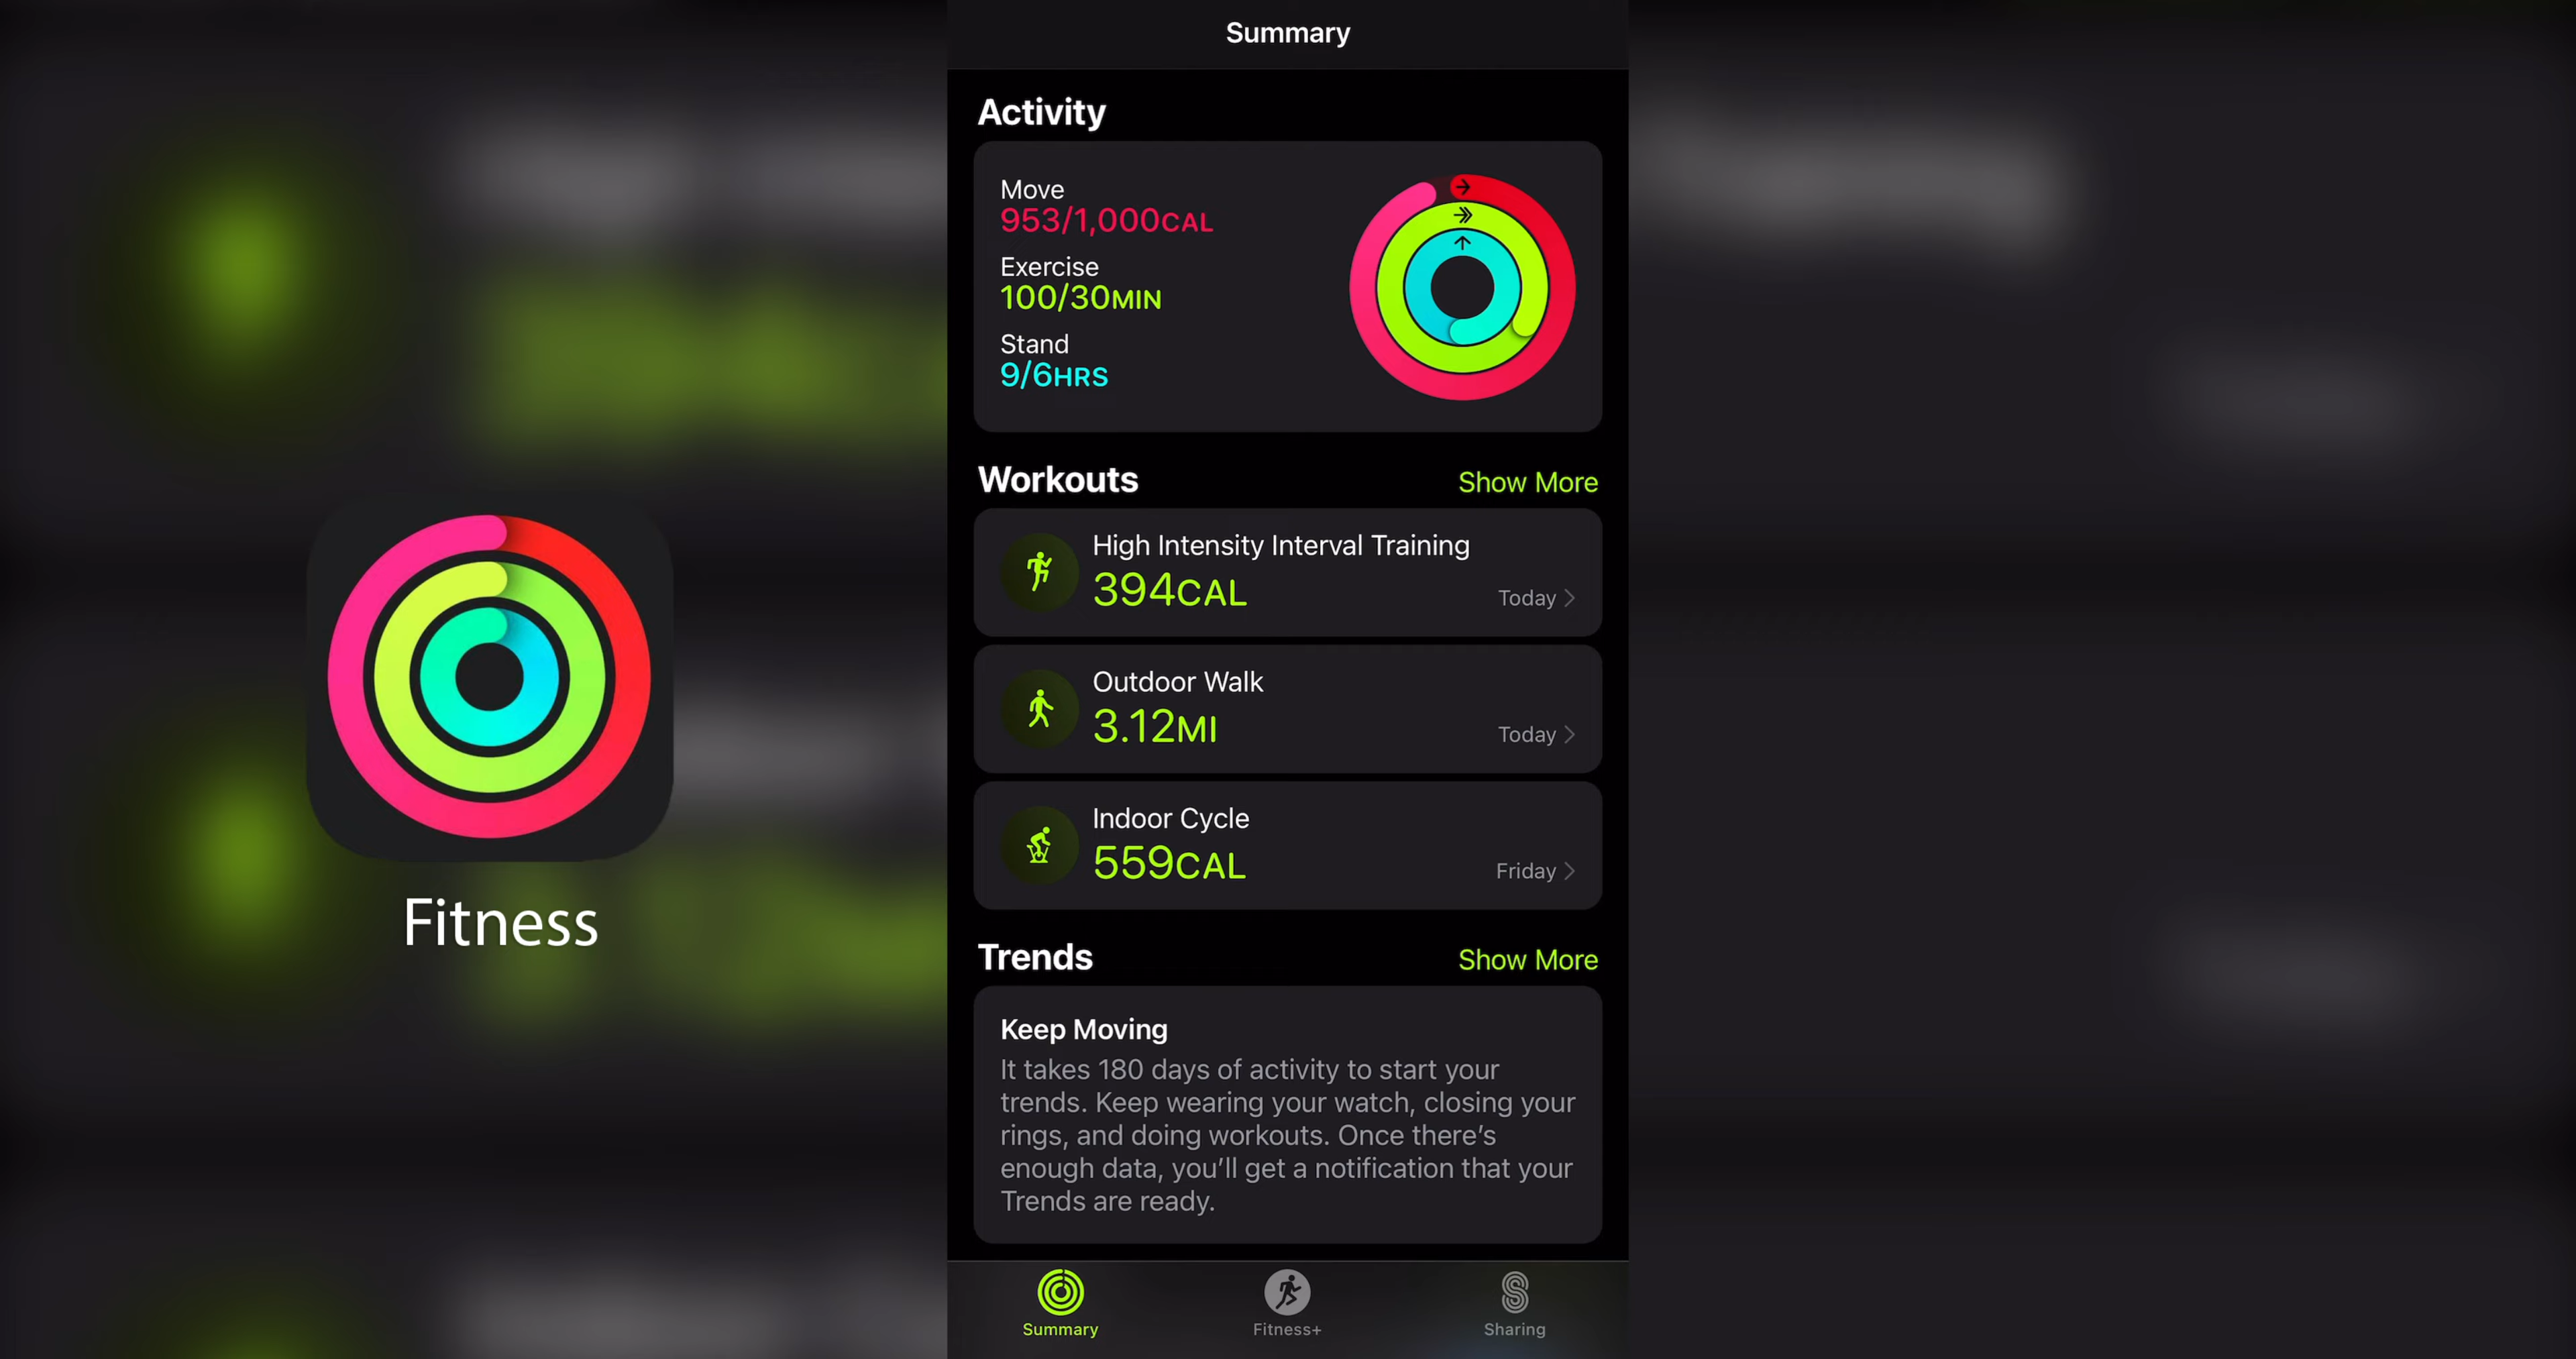 Fitness
Summary
Activity
Move
953/1,000CAL
Exercise
100/30MIN
Stand
9/6HRS
Workouts
Show More
High Intensity Interval Training
394CAL
Today
Outdoor Walk
3.12MI
Today
Indoor Cycle
559CAL
Friday
Trends
Show More
Keep Moving
It takes 180 days of activity to start your
trends. Keep wearing your watch, closing your
rings, and doing workouts. Once there’s
enough data, you’ll get a notification that your
Trends are ready.
Summary
Fitness+
Sharing